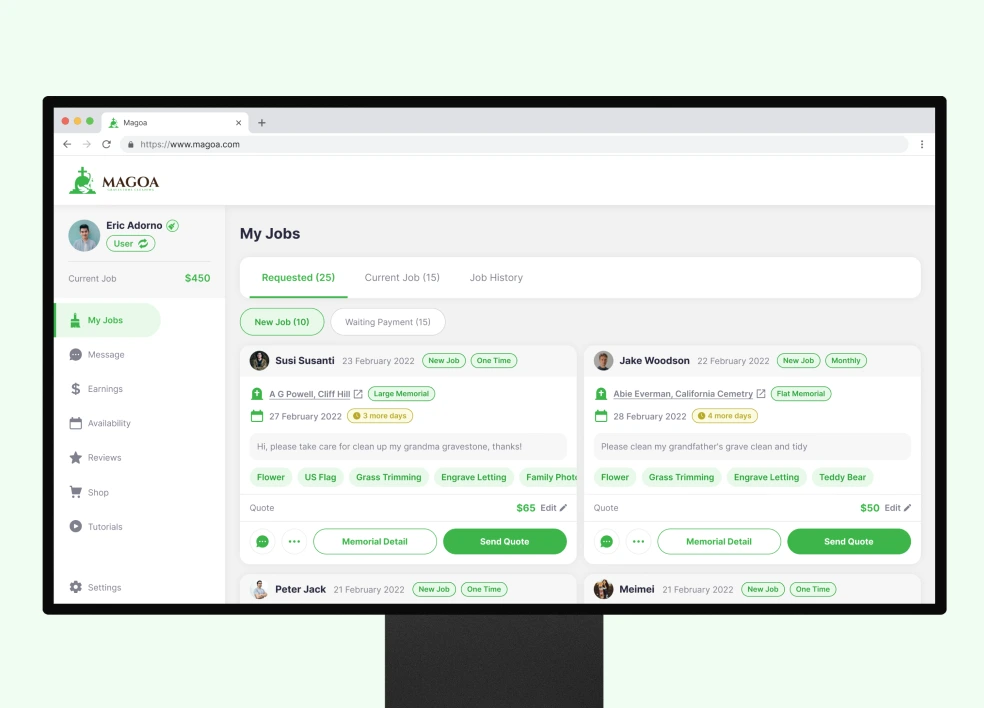 Magoa
https://www.magoa.com
MAGOA
Eric Adorno
User
Current Job $450
My Jobs
Message
Earnings
Availability
Reviews
Shop
Tutorials
Settings
My Jobs
Requested (25) Current Job (15) Job History
New Job (10) Waiting Payment (15)
Susi Susanti 23 February 2022 New Job One Time
A G Powell, Cliff Hill Large Memorial
27 February 2022 3 more days
Hi, please take care for clean up my grandma gravestone, thanks!
Flower US Flag Grass Trimming Engrave Letting Family Photo
Quote $65 Edit
Memorial Detail Send Quote
Jake Woodson 22 February 2022 New Job Monthly
Abie Everman, California Cemetry Flat Memorial
28 February 2022 4 more days
Please clean my grandfather's grave clean and tidy
Flower Grass Trimming Engrave Letting Teddy Bear
Quote $50 Edit
Memorial Detail Send Quote
Peter Jack 21 February 2022 New Job One Time
Meimei 21 February 2022 New Job One Time